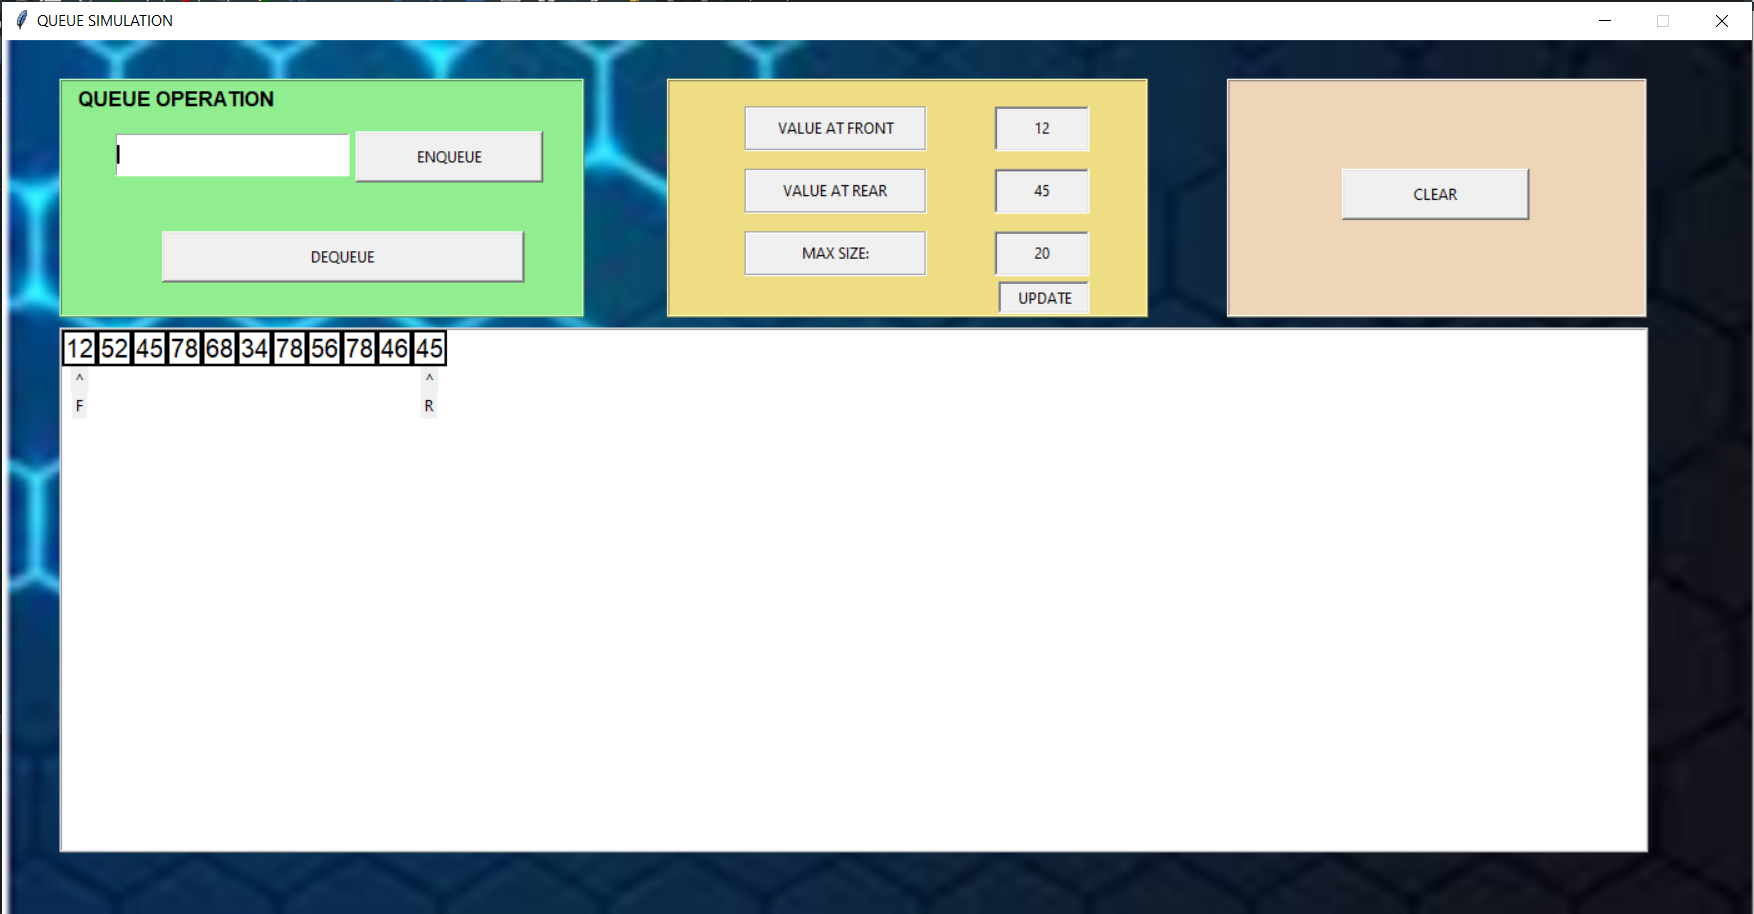 QUEUE SIMULATION
QUEUE OPERATION
ENQUEUE
DEQUEUE
VALUE AT FRONT 12
VALUE AT REAR 45
MAX SIZE: 20
UPDATE
CLEAR
12 52 45 78 68 34 78 56 78 46 45
^ ^
F R